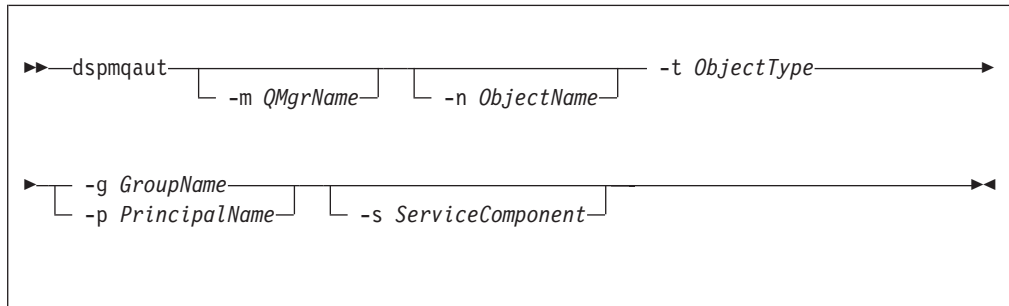 dspmqaut -t ObjectType
-m QMgrName -n ObjectName
-g GroupName
-p PrincipalName -s ServiceComponent